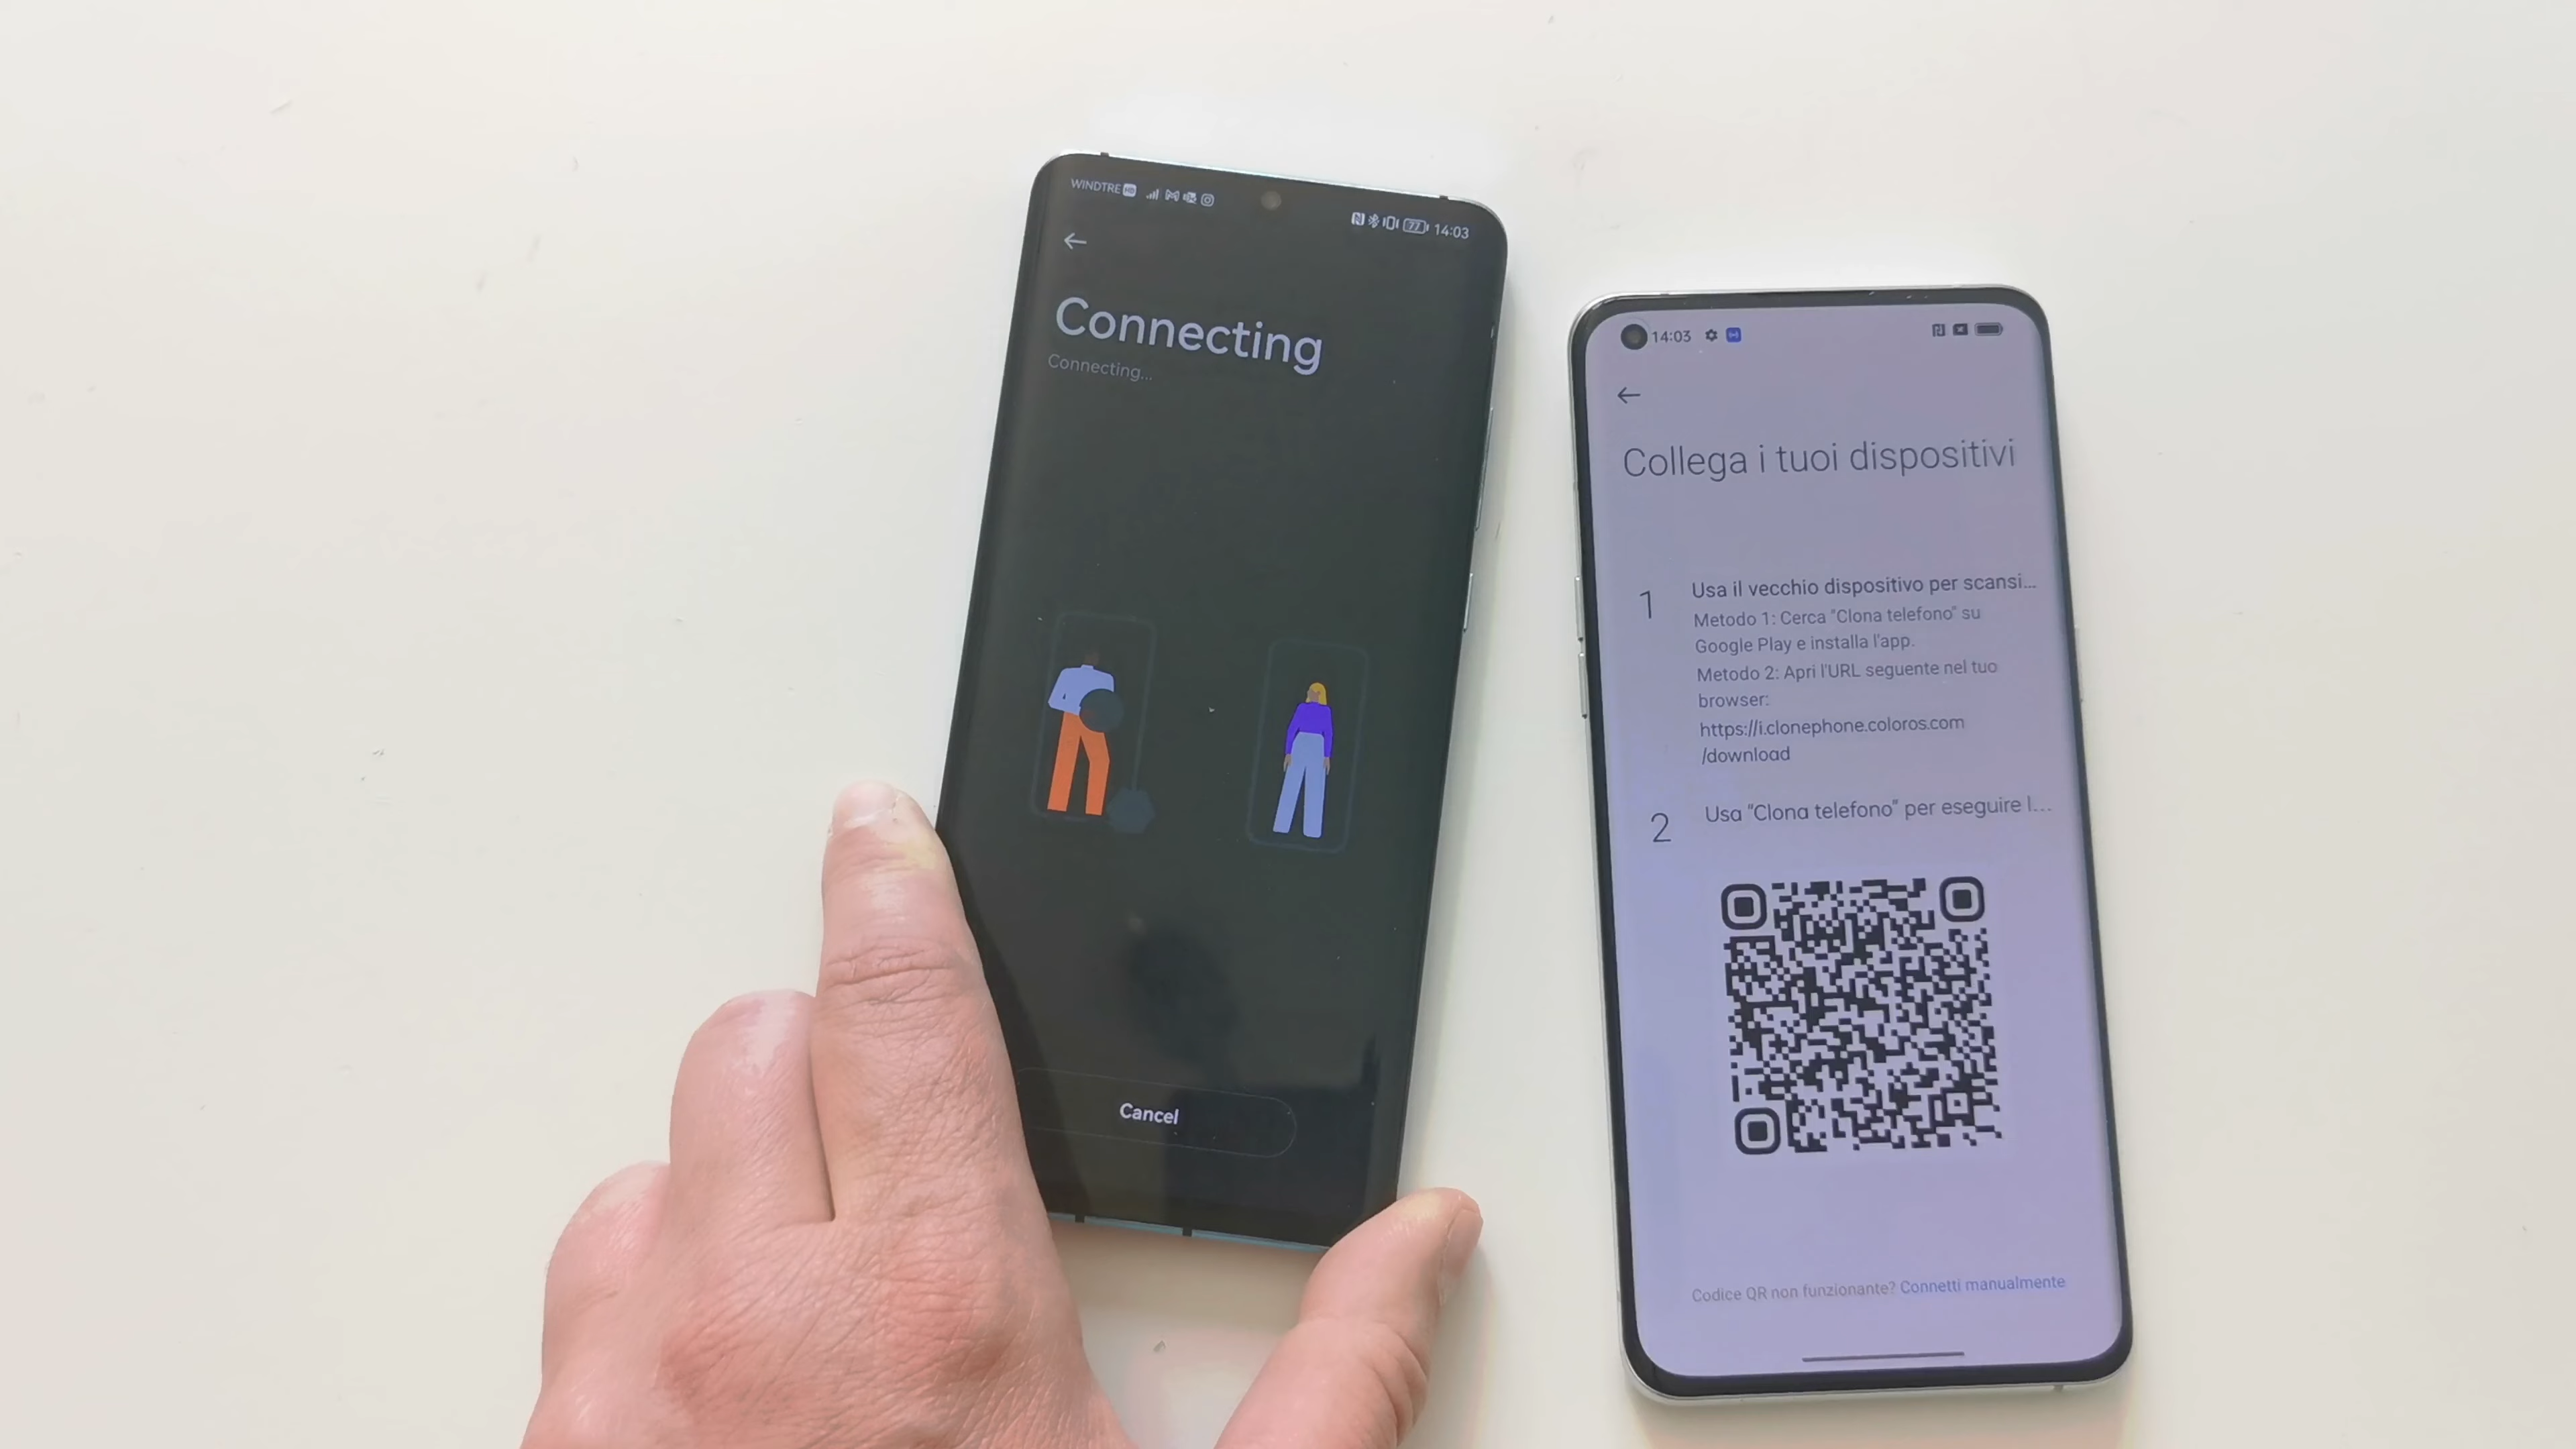 WINDTRE HD
77 14:03
Connecting
Connecting...
Cancel
14:03
Collega i tuoi dispositivi
1
Usa il vecchio dispositivo per scansi...
Metodo 1: Cerca "Clona telefono" su
Google Play e installa l'app.
Metodo 2: Apri l'URL seguente nel tuo
browser:
https://i.clonephone.coloros.com
/download
2
Usa "Clona telefono" per eseguire l...
Codice QR non funzionante? Connetti manualmente